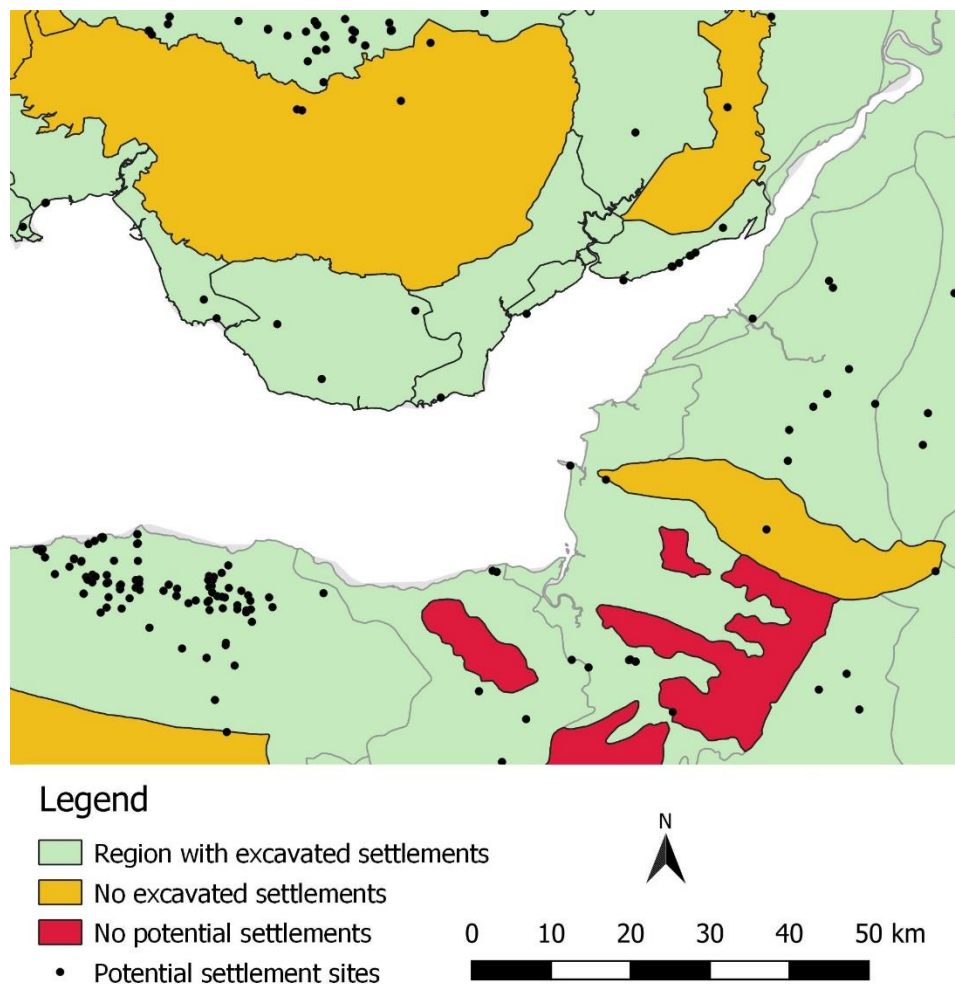 Legend
Region with excavated settlements
No excavated settlements
No potential settlements
Potential settlement sites
N
0 10 20 30 40 50 km